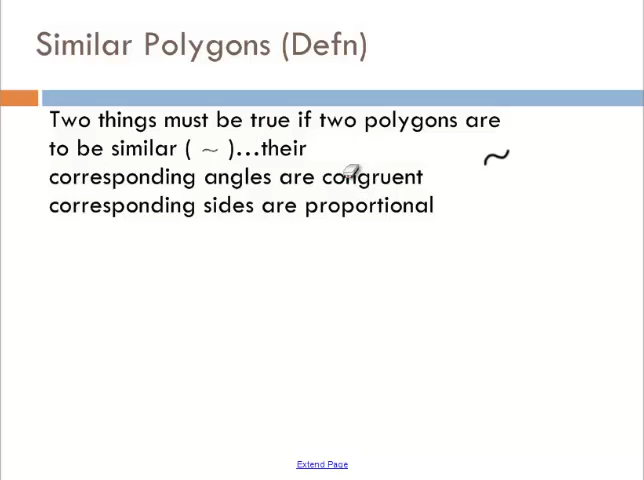 Similar Polygons (Defn)
Two things must be true if two polygons are
to be similar ( ~ )...their
~
corresponding angles are congruent
corresponding sides are proportional
Extend Page